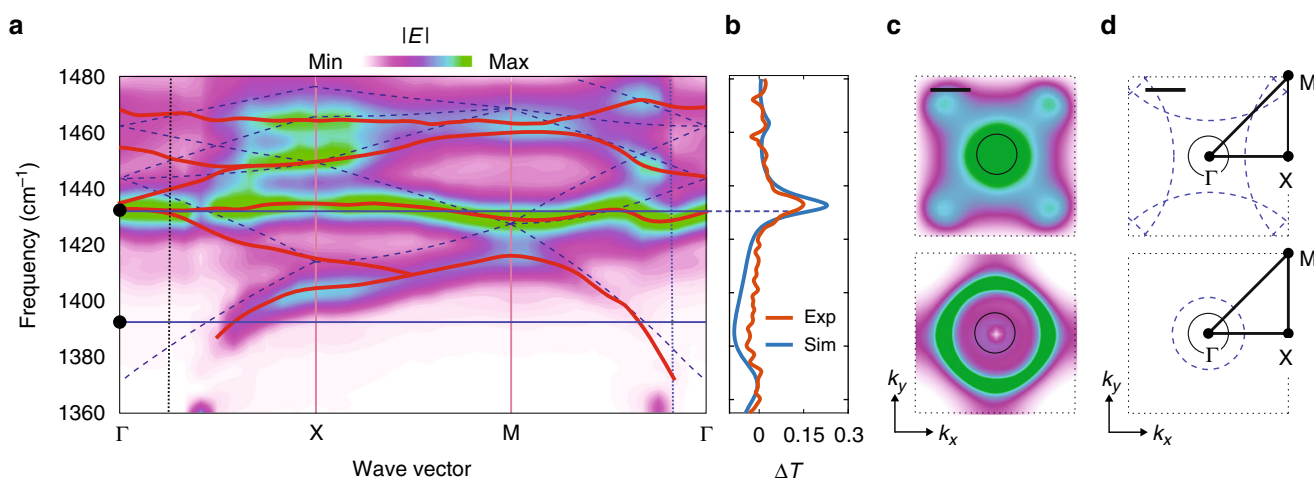 a
b
c
d
|E|
Min
Max
1480
1460
1440
1420
1400
1380
1360
Frequency (cm⁻¹)
Γ
X
M
Γ
Wave vector
Exp
Sim
0
0.15
0.3
ΔT
k_y
k_x
M
Γ
X
M
Γ
X
k_y
k_x